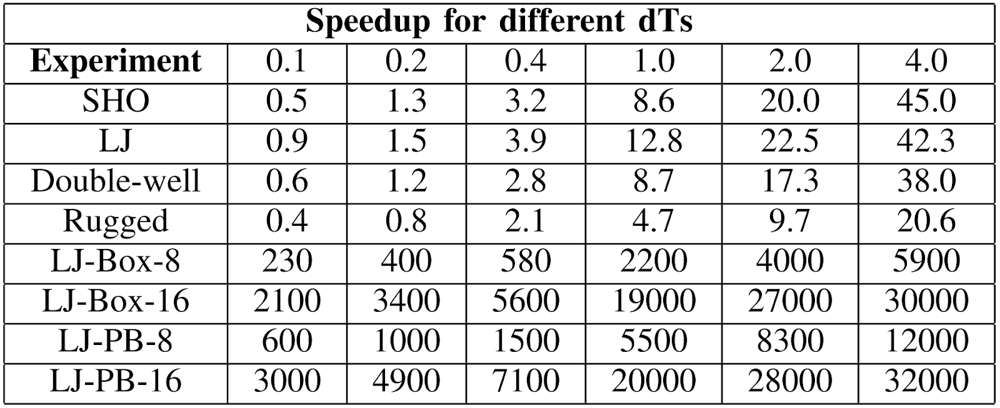 Speedup for different dTs
Experiment 0.1 0.2 0.4 1.0 2.0 4.0
SHO 0.5 1.3 3.2 8.6 20.0 45.0
LJ 0.9 1.5 3.9 12.8 22.5 42.3
Double-well 0.6 1.2 2.8 8.7 17.3 38.0
Rugged 0.4 0.8 2.1 4.7 9.7 20.6
LJ-Box-8 230 400 580 2200 4000 5900
LJ-Box-16 2100 3400 5600 19000 27000 30000
LJ-PB-8 600 1000 1500 5500 8300 12000
LJ-PB-16 3000 4900 7100 20000 28000 32000